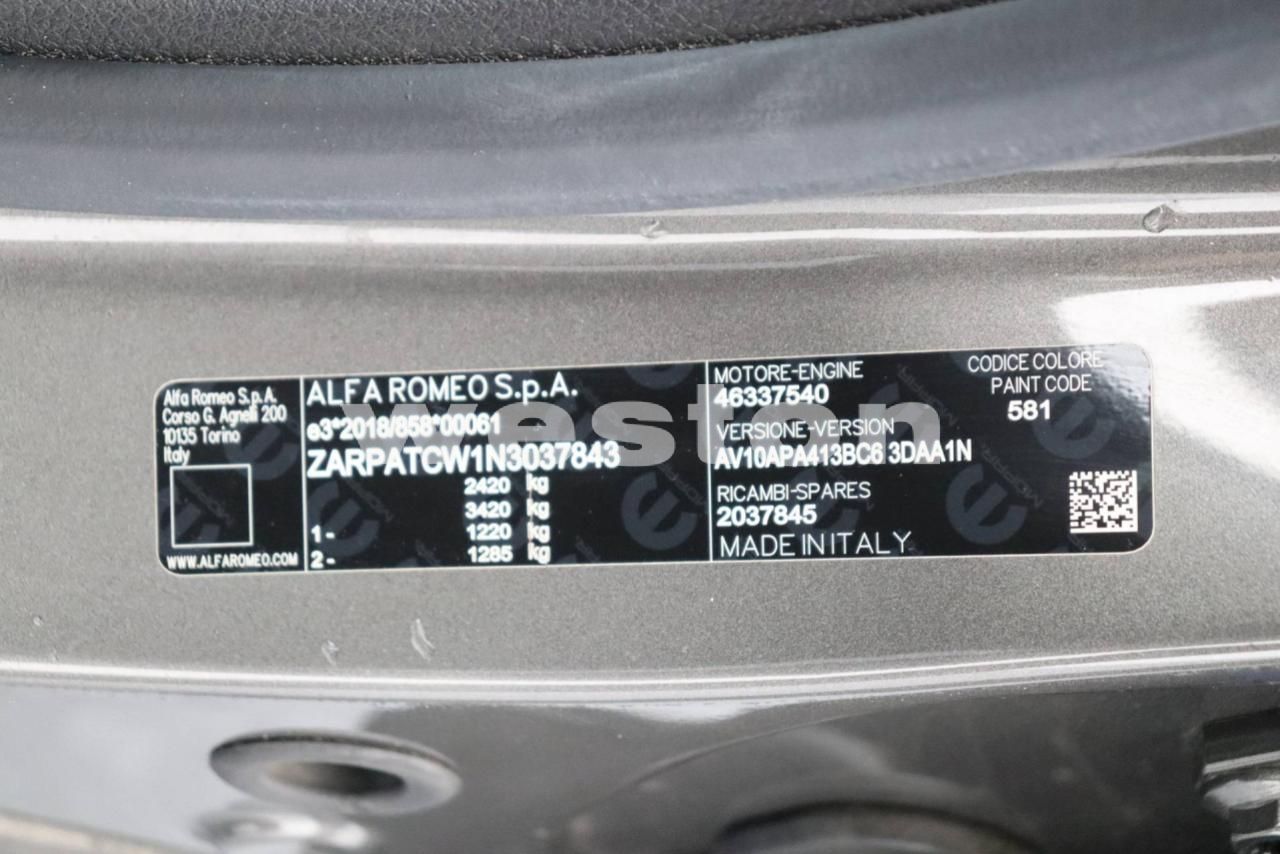 Alfa Romeo S.p.A.
Corso G. Agnelli 200
10135 Torino
Italy
WWW.ALFAROMEO.COM
ALFA ROMEO S.p.A.
e3*2018/858*00061
ZARPATCW1N3037843
2420 kg
3420 kg
1- 1220 kg
2- 1285 kg
MOTORE-ENGINE
46337540
VERSIONE-VERSION
AV10APA413BC6 3DAA1N
RICAMBI-SPARES
2037845
MADE IN ITALY
CODICE COLORE
PAINT CODE
581
weston